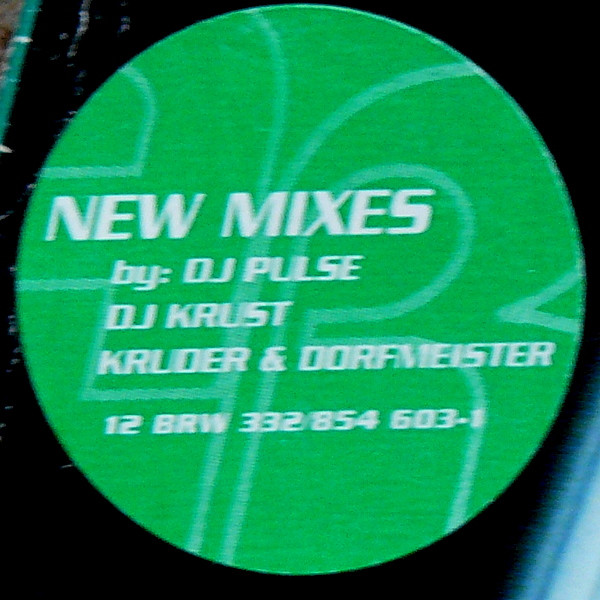 NEW MIXES
by: DJ PULSE
DJ KRUST
KRUDER & DORFMEISTER
12 BRW 332/854 603-1